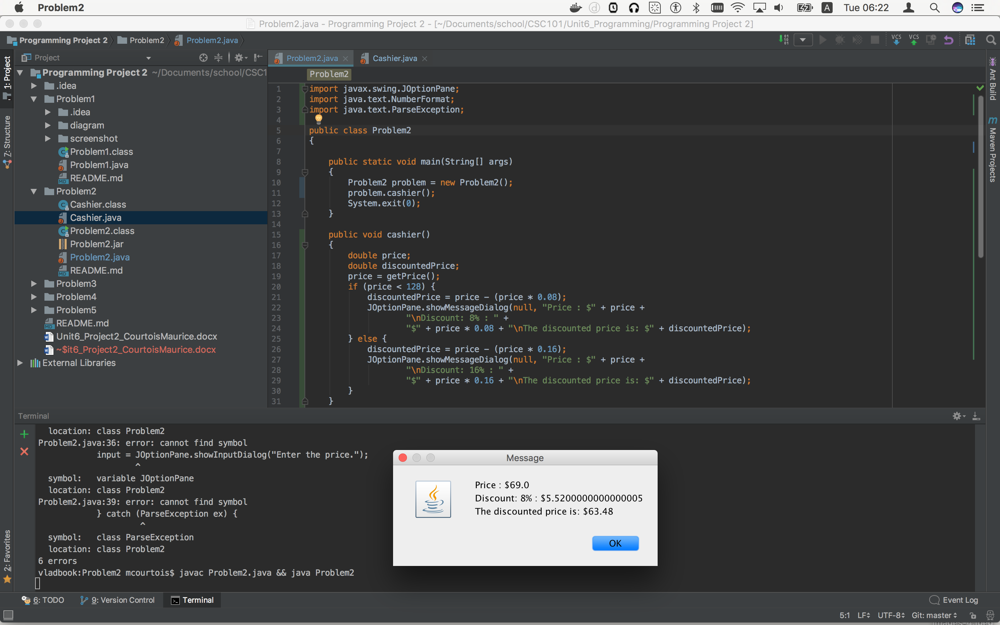 Problem2
Tue 06:22
Problem2.java - Programming Project 2 - [~/Documents/school/CSC101/Unit6_Programming/Programming Project 2]
Programming Project 2
Problem2
Problem2.java
VCS
VCS
1: Project
7: Structure
2: Favorites
Project
Programming Project 2 ~/Documents/school/CSC1
.idea
Problem1
.idea
diagram
screenshot
Problem1.class
Problem1.java
README.md
Problem2
Cashier.class
Cashier.java
Problem2.class
Problem2.jar
Problem2.java
README.md
Problem3
Problem4
Problem5
README.md
Unit6_Project2_CourtoisMaurice.docx
~$it6_Project2_CourtoisMaurice.docx
External Libraries
Problem2.java
Cashier.java
Problem2
1 import javax.swing.JOptionPane;
2 import java.text.NumberFormat;
3 import java.text.ParseException;
4
5 public class Problem2
6 {
7
8 public static void main(String[] args)
9 {
10 Problem2 problem = new Problem2();
11 problem.cashier();
12 System.exit(0);
13 }
14
15 public void cashier()
16 {
17 double price;
18 double discountedPrice;
19 price = getPrice();
20 if (price < 128) {
21 discountedPrice = price - (price * 0.08);
22 JOptionPane.showMessageDialog(null, "Price : $" + price +
23 "\nDiscount: 8% : " +
24 "$" + price * 0.08 + "\nThe discounted price is: $" + discountedPrice);
25 } else {
26 discountedPrice = price - (price * 0.16);
27 JOptionPane.showMessageDialog(null, "Price : $" + price +
28 "\nDiscount: 16% : " +
29 "$" + price * 0.16 + "\nThe discounted price is: $" + discountedPrice);
30 }
31 }
Ant Build
Maven Projects
Terminal
location: class Problem2
Problem2.java:36: error: cannot find symbol
input = JOptionPane.showInputDialog("Enter the price.");
^
symbol: variable JOptionPane
location: class Problem2
Problem2.java:39: error: cannot find symbol
} catch (ParseException ex) {
^
symbol: class ParseException
location: class Problem2
6 errors
vladbook:Problem2 mcourtois$ javac Problem2.java && java Problem2
Message
Price : $69.0
Discount: 8% : $5.5200000000000005
The discounted price is: $63.48
OK
6: TODO
9: Version Control
Terminal
Event Log
5:1
LF
UTF-8
Git: master